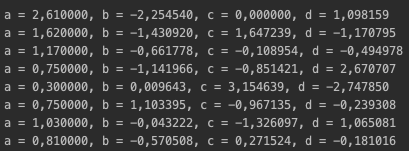 a = 2,610000, b = −2,254540, c = 0,000000, d = 1,098159
a = 1,620000, b = −1,430920, c = 1,647239, d = −1,170795
a = 1,170000, b = −0,661778, c = −0,108954, d = −0,494978
a = 0,750000, b = −1,141966, c = −0,851421, d = 2,670707
a = 0,300000, b = 0,009643, c = 3,154639, d = −2,747850
a = 0,750000, b = 1,103395, c = −0,967135, d = −0,239308
a = 1,030000, b = −0,043222, c = −1,326097, d = 1,065081
a = 0,810000, b = −0,570508, c = 0,271524, d = −0,181016